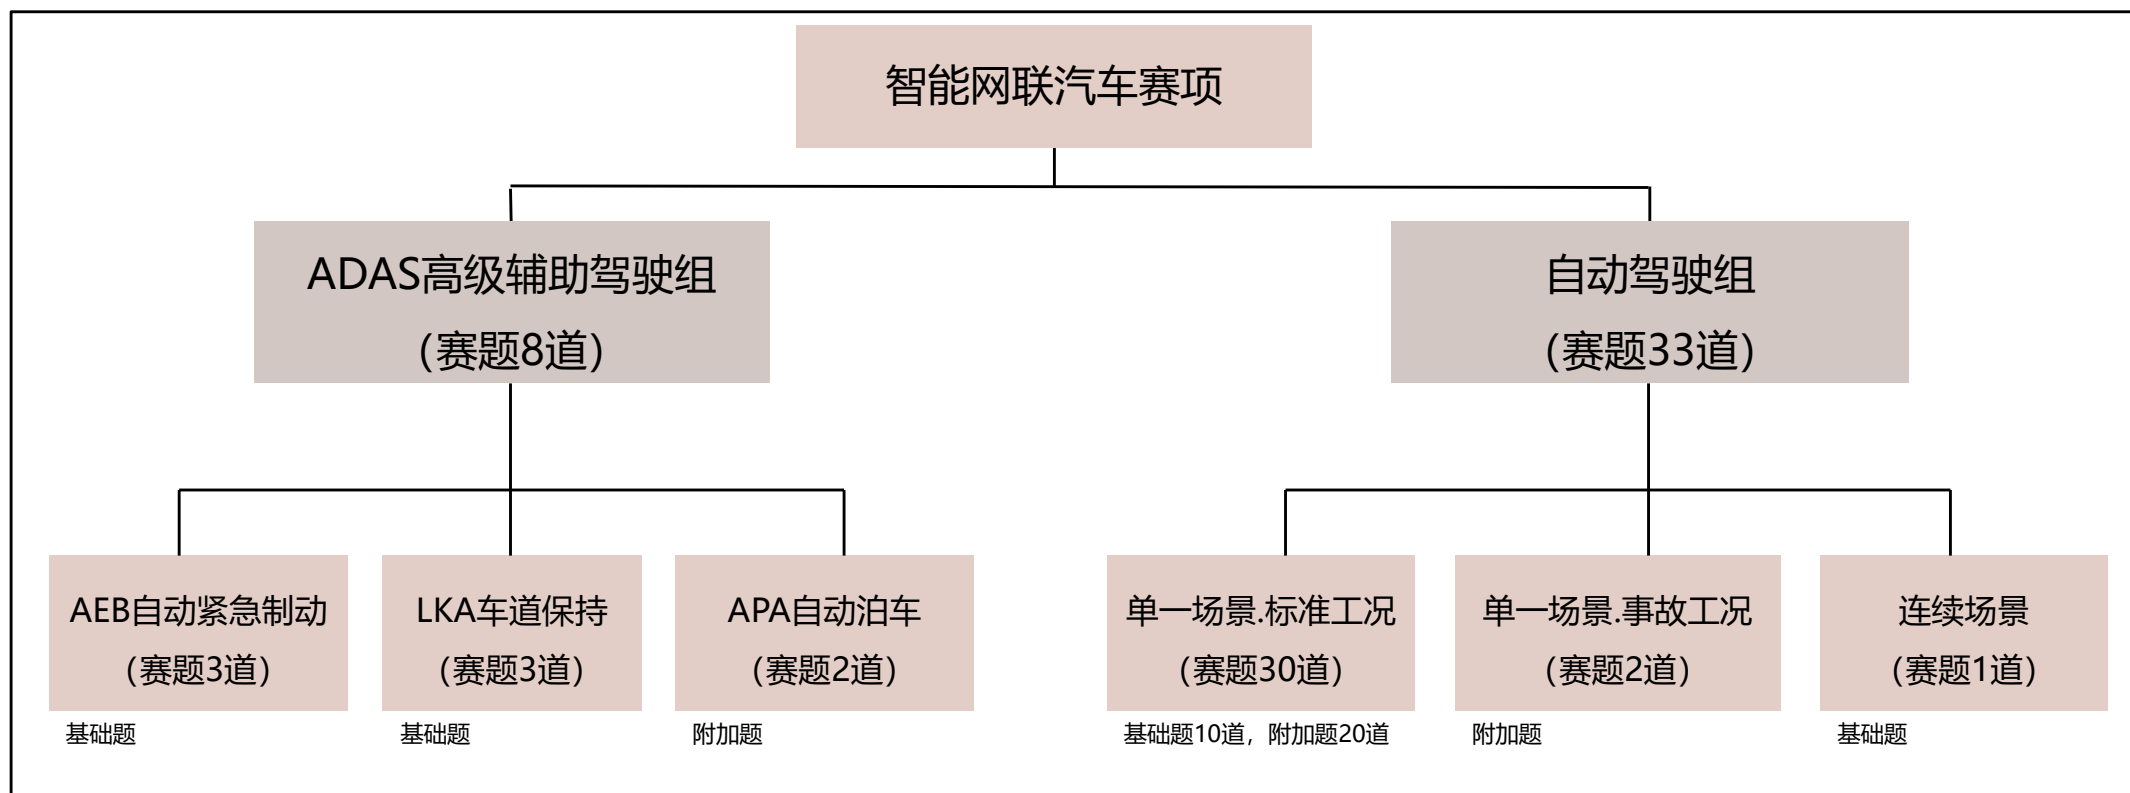 智能网联汽车赛项
ADAS高级辅助驾驶组
（赛题8道）
自动驾驶组
（赛题33道）
AEB自动紧急制动
（赛题3道）
基础题
LKA车道保持
（赛题3道）
基础题
APA自动泊车
（赛题2道）
附加题
单一场景.标准工况
（赛题30道）
基础题10道，附加题20道
单一场景.事故工况
（赛题2道）
附加题
连续场景
（赛题1道）
基础题